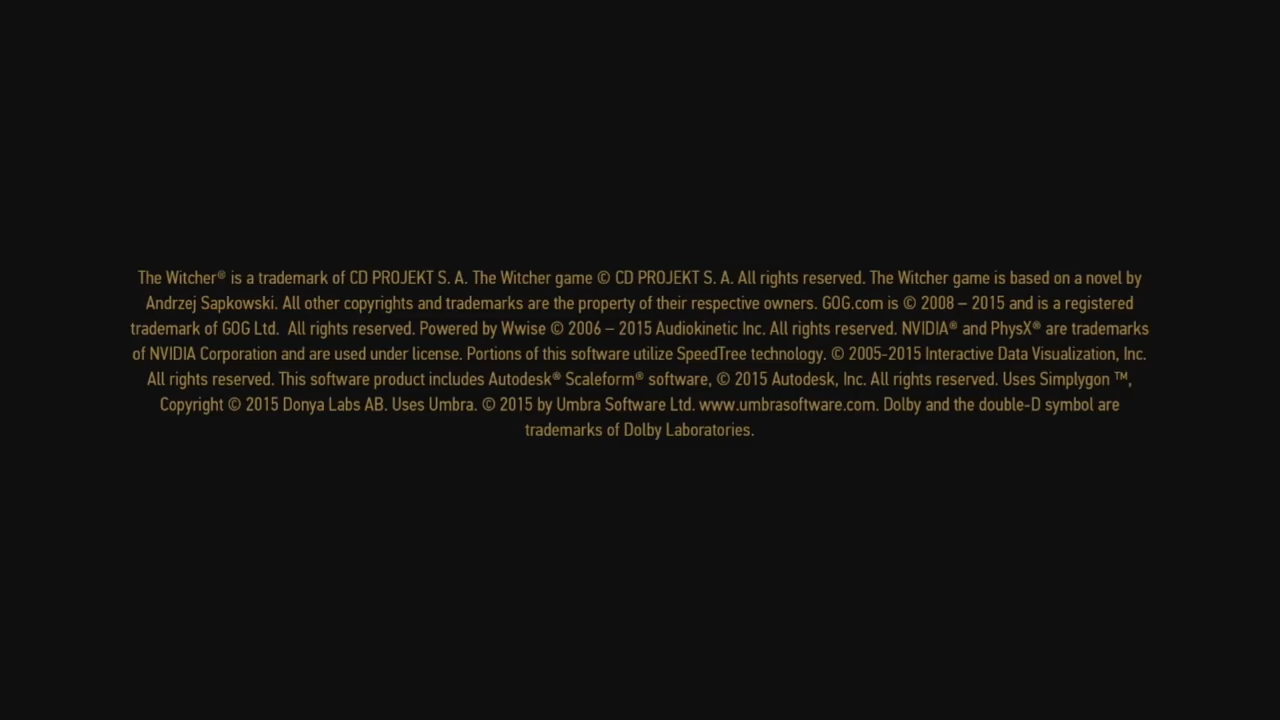 The Witcher® is a trademark of CD PROJEKT S. A. The Witcher game © CD PROJEKT S. A. All rights reserved. The Witcher game is based on a novel by
Andrzej Sapkowski. All other copyrights and trademarks are the property of their respective owners. GOG.com is © 2008 – 2015 and is a registered
trademark of GOG Ltd.  All rights reserved. Powered by Wwise © 2006 – 2015 Audiokinetic Inc. All rights reserved. NVIDIA® and PhysX® are trademarks
of NVIDIA Corporation and are used under license. Portions of this software utilize SpeedTree technology. © 2005-2015 Interactive Data Visualization, Inc.
All rights reserved. This software product includes Autodesk® Scaleform® software, © 2015 Autodesk, Inc. All rights reserved. Uses Simplygon ™,
Copyright © 2015 Donya Labs AB. Uses Umbra. © 2015 by Umbra Software Ltd. www.umbrasoftware.com. Dolby and the double-D symbol are
trademarks of Dolby Laboratories.